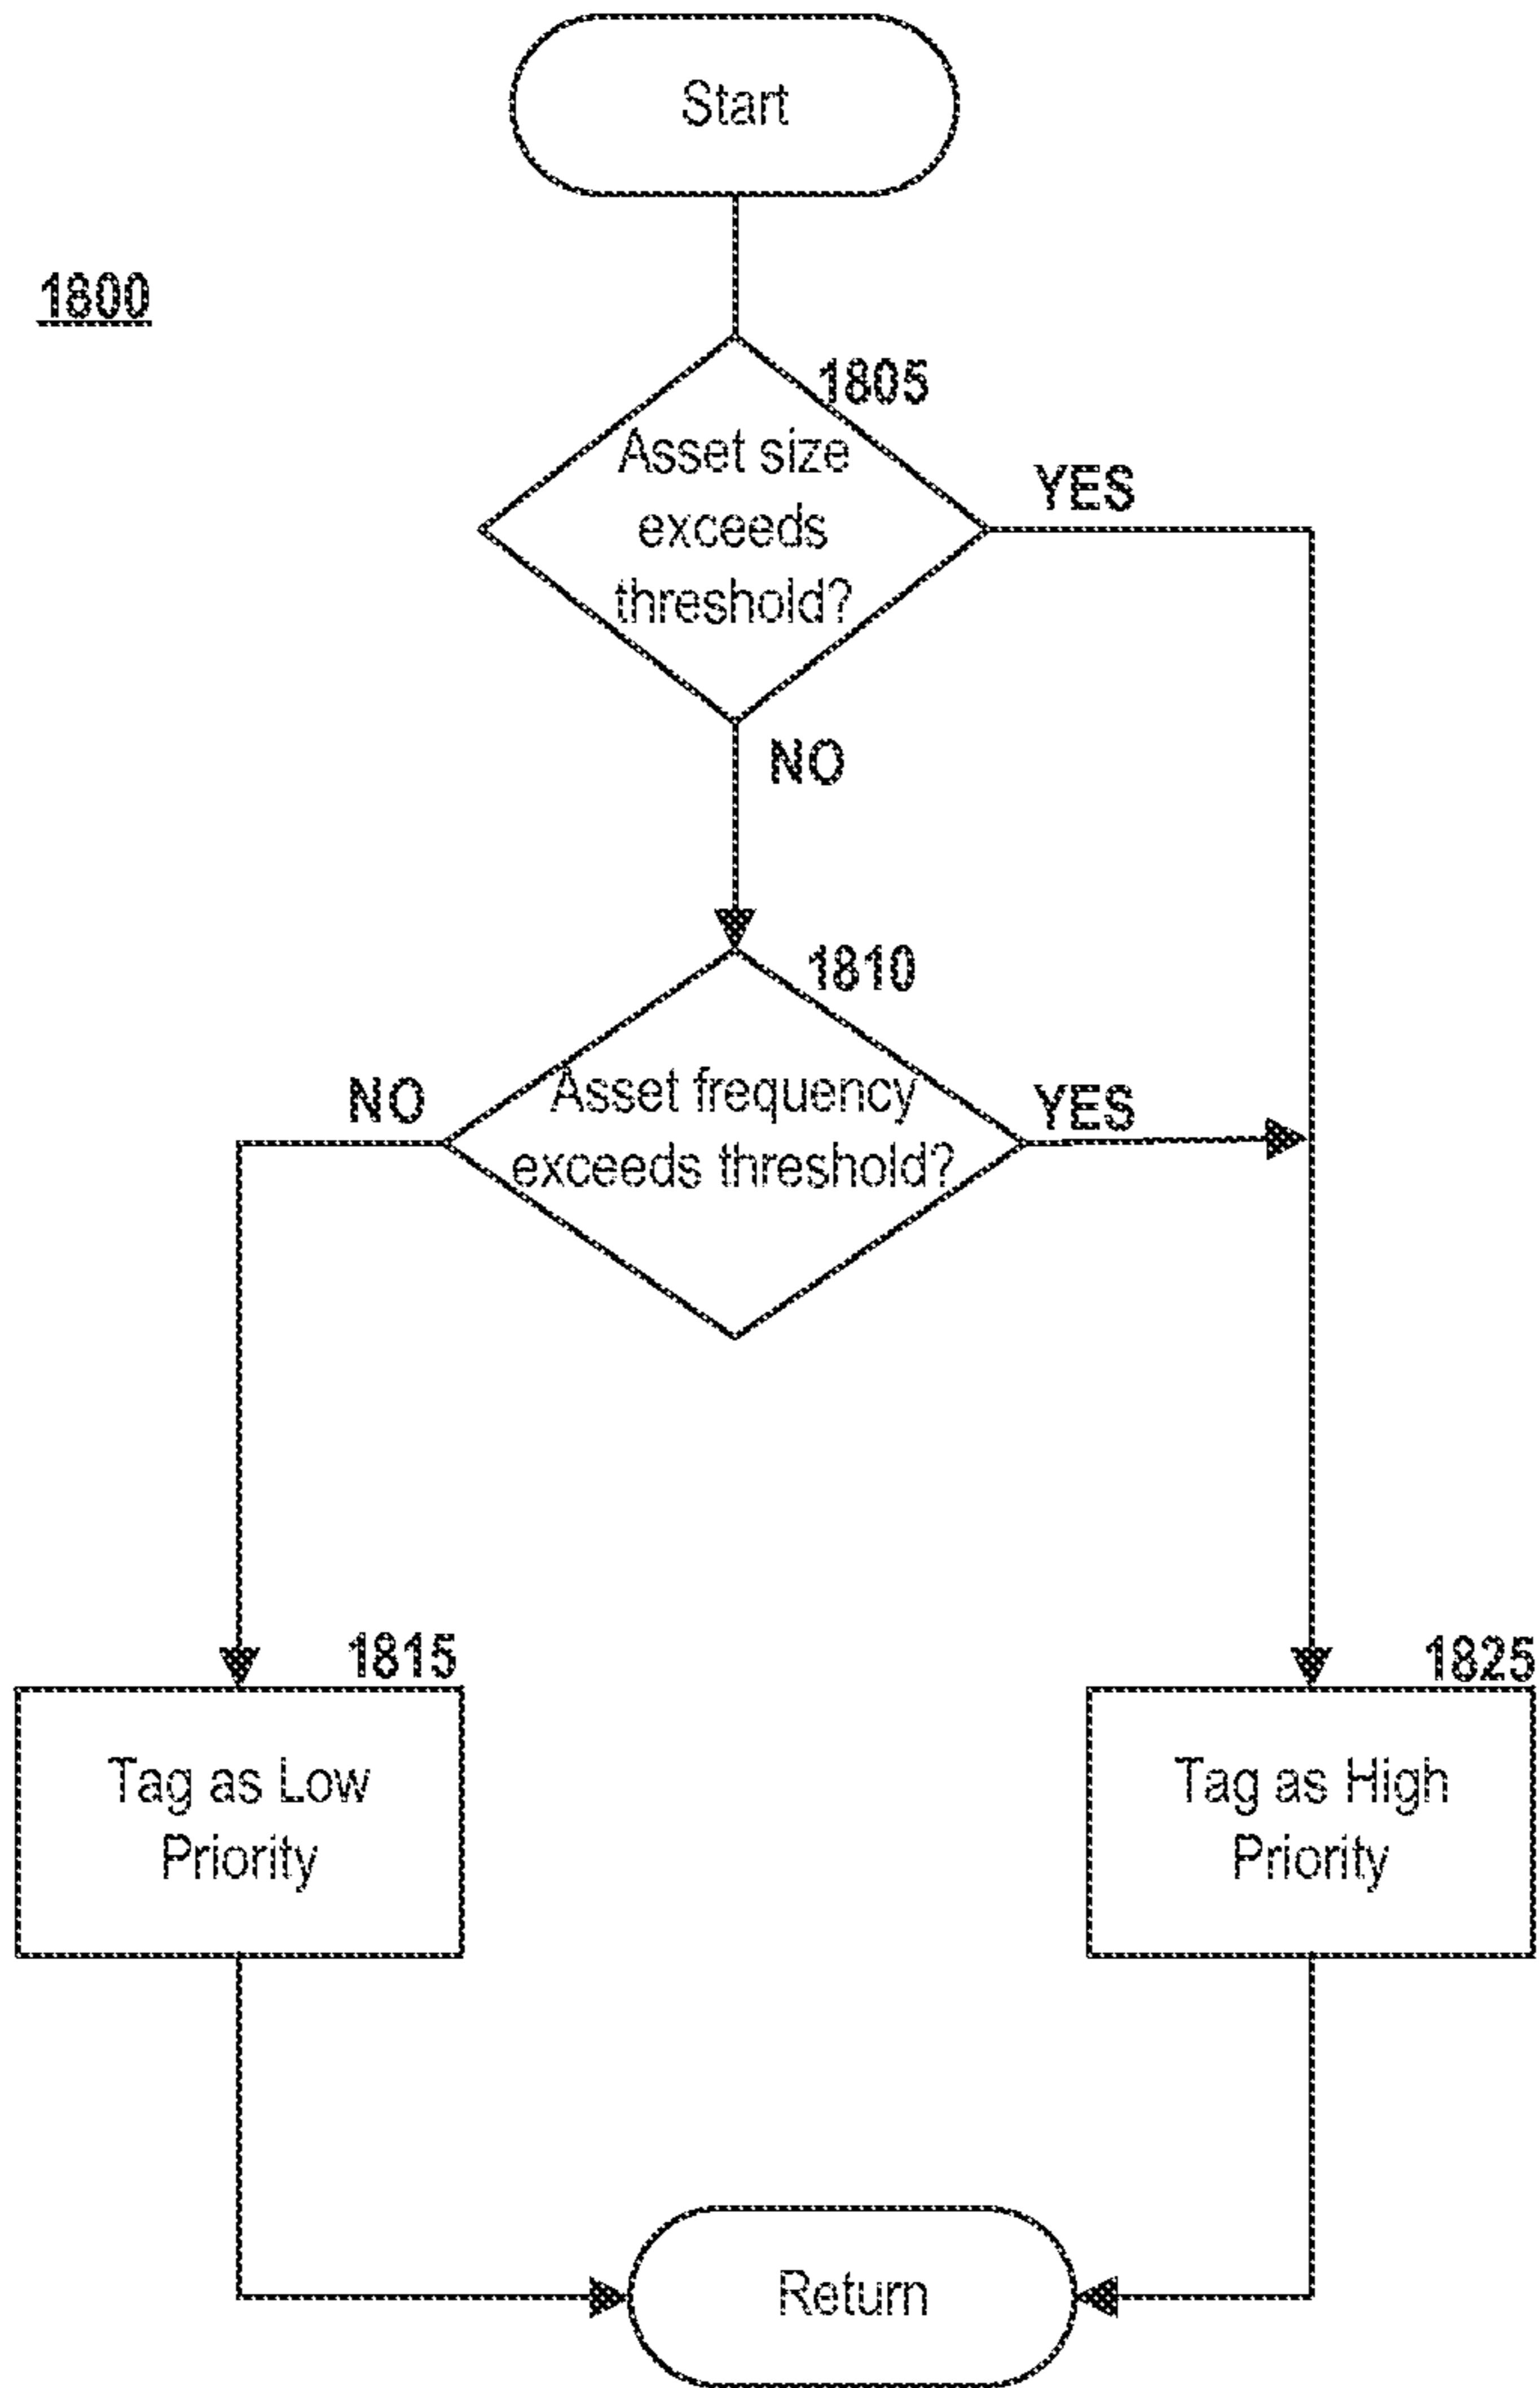 Start
1800
1805
Asset size
exceeds
threshold?
YES
NO
1810
NO
Asset frequency
exceeds threshold?
YES
1815
Tag as Low
Priority
1825
Tag as High
Priority
Return